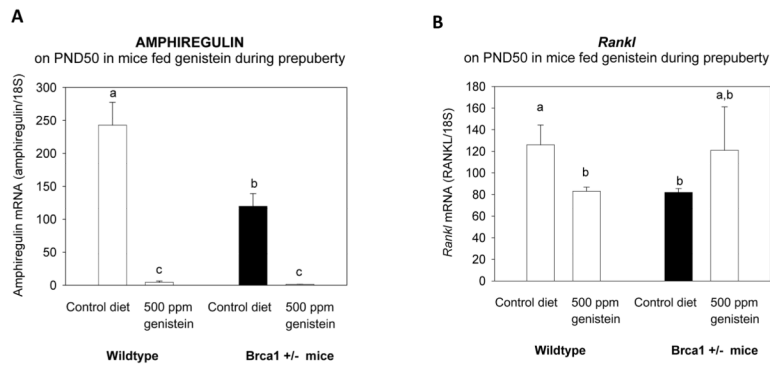 A
AMPHIREGULIN
on PND50 in mice fed genistein during prepuberty
Amphiregulin mRNA (amphiregulin/18S)
300
250
200
150
100
50
0
a
c
b
c
Control diet
500 ppm
genistein
Control diet
500 ppm
genistein
Wildtype
Brca1 +/- mice
B
Rankl
on PND50 in mice fed genistein during prepuberty
Rankl mRNA (RANKL/18S)
180
160
140
120
100
80
60
40
20
0
a
b
b
a,b
Control diet
500 ppm
genistein
Control diet
500 ppm
genistein
Wildtype
Brca1 +/- mice